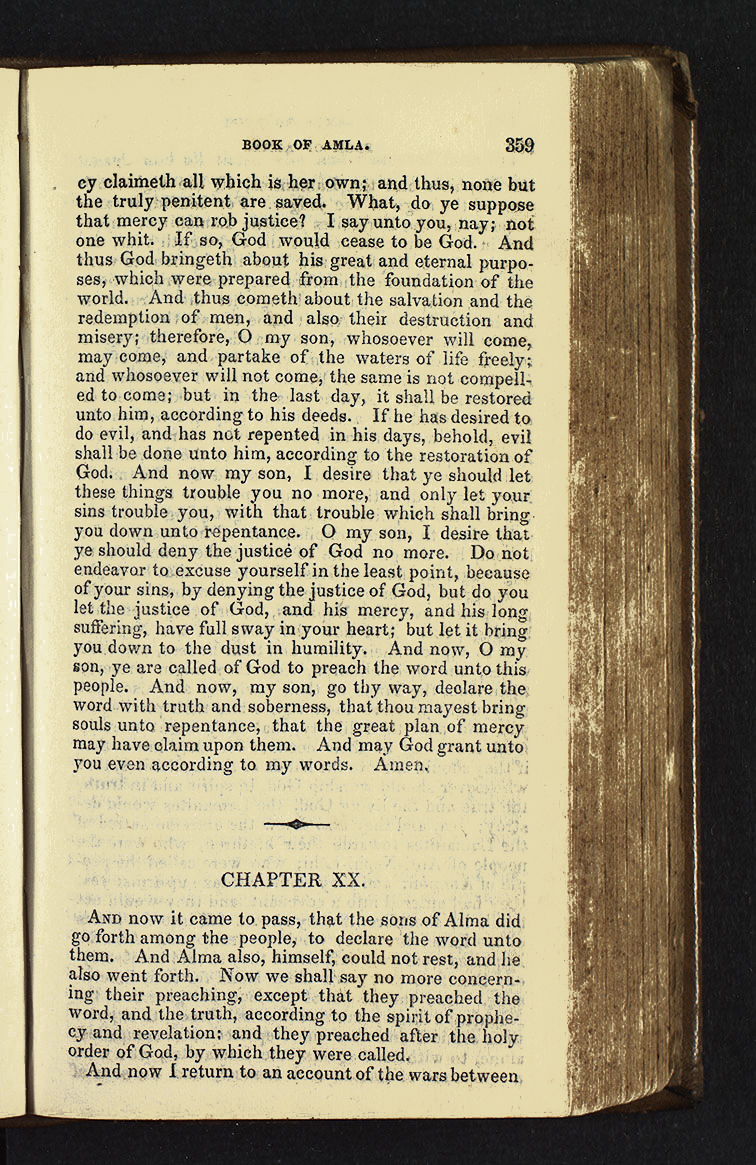 BOOK OF AMLA. 359
cy claimeth all which is her own; and thus, none but
the truly penitent are saved. What, do ye suppose
that mercy can rob justice? I say unto you, nay; not
one whit. If so, God would cease to be God. And
thus God bringeth about his great and eternal purpo-
ses, which were prepared from the foundation of the
world. And thus cometh about the salvation and the
redemption of men, and also their destruction and
misery; therefore, O my son, whosoever will come,
may come, and partake of the waters of life freely;
and whosoever will not come, the same is not compell-
ed to come; but in the last day, it shall be restored
unto him, according to his deeds. If he has desired to
do evil, and has not repented in his days, behold, evil
shall be done unto him, according to the restoration of
God. And now my son, I desire that ye should let
these things trouble you no more, and only let your
sins trouble you, with that trouble which shall bring
you down unto repentance. O my son, I desire that
ye should deny the justice of God no more. Do not
endeavor to excuse yourself in the least point, because
of your sins, by denying the justice of God, but do you
let the justice of God, and his mercy, and his long
suffering, have full sway in your heart; but let it bring
you down to the dust in humility. And now, O my
son, ye are called of God to preach the word unto this
people. And now, my son, go thy way, declare the
word with truth and soberness, that thou mayest bring
souls unto repentance, that the great plan of mercy
may have claim upon them. And may God grant unto
you even according to my words. Amen.
CHAPTER XX.
AND now it came to pass, that the sons of Alma did
go forth among the people, to declare the word unto
them. And Alma also, himself, could not rest, and he
also went forth. Now we shall say no more concern-
ing their preaching, except that they preached the
word, and the truth, according to the spirit of prophe-
cy and revelation; and they preached after the holy
order of God, by which they were called.
And now I return to an account of the wars between